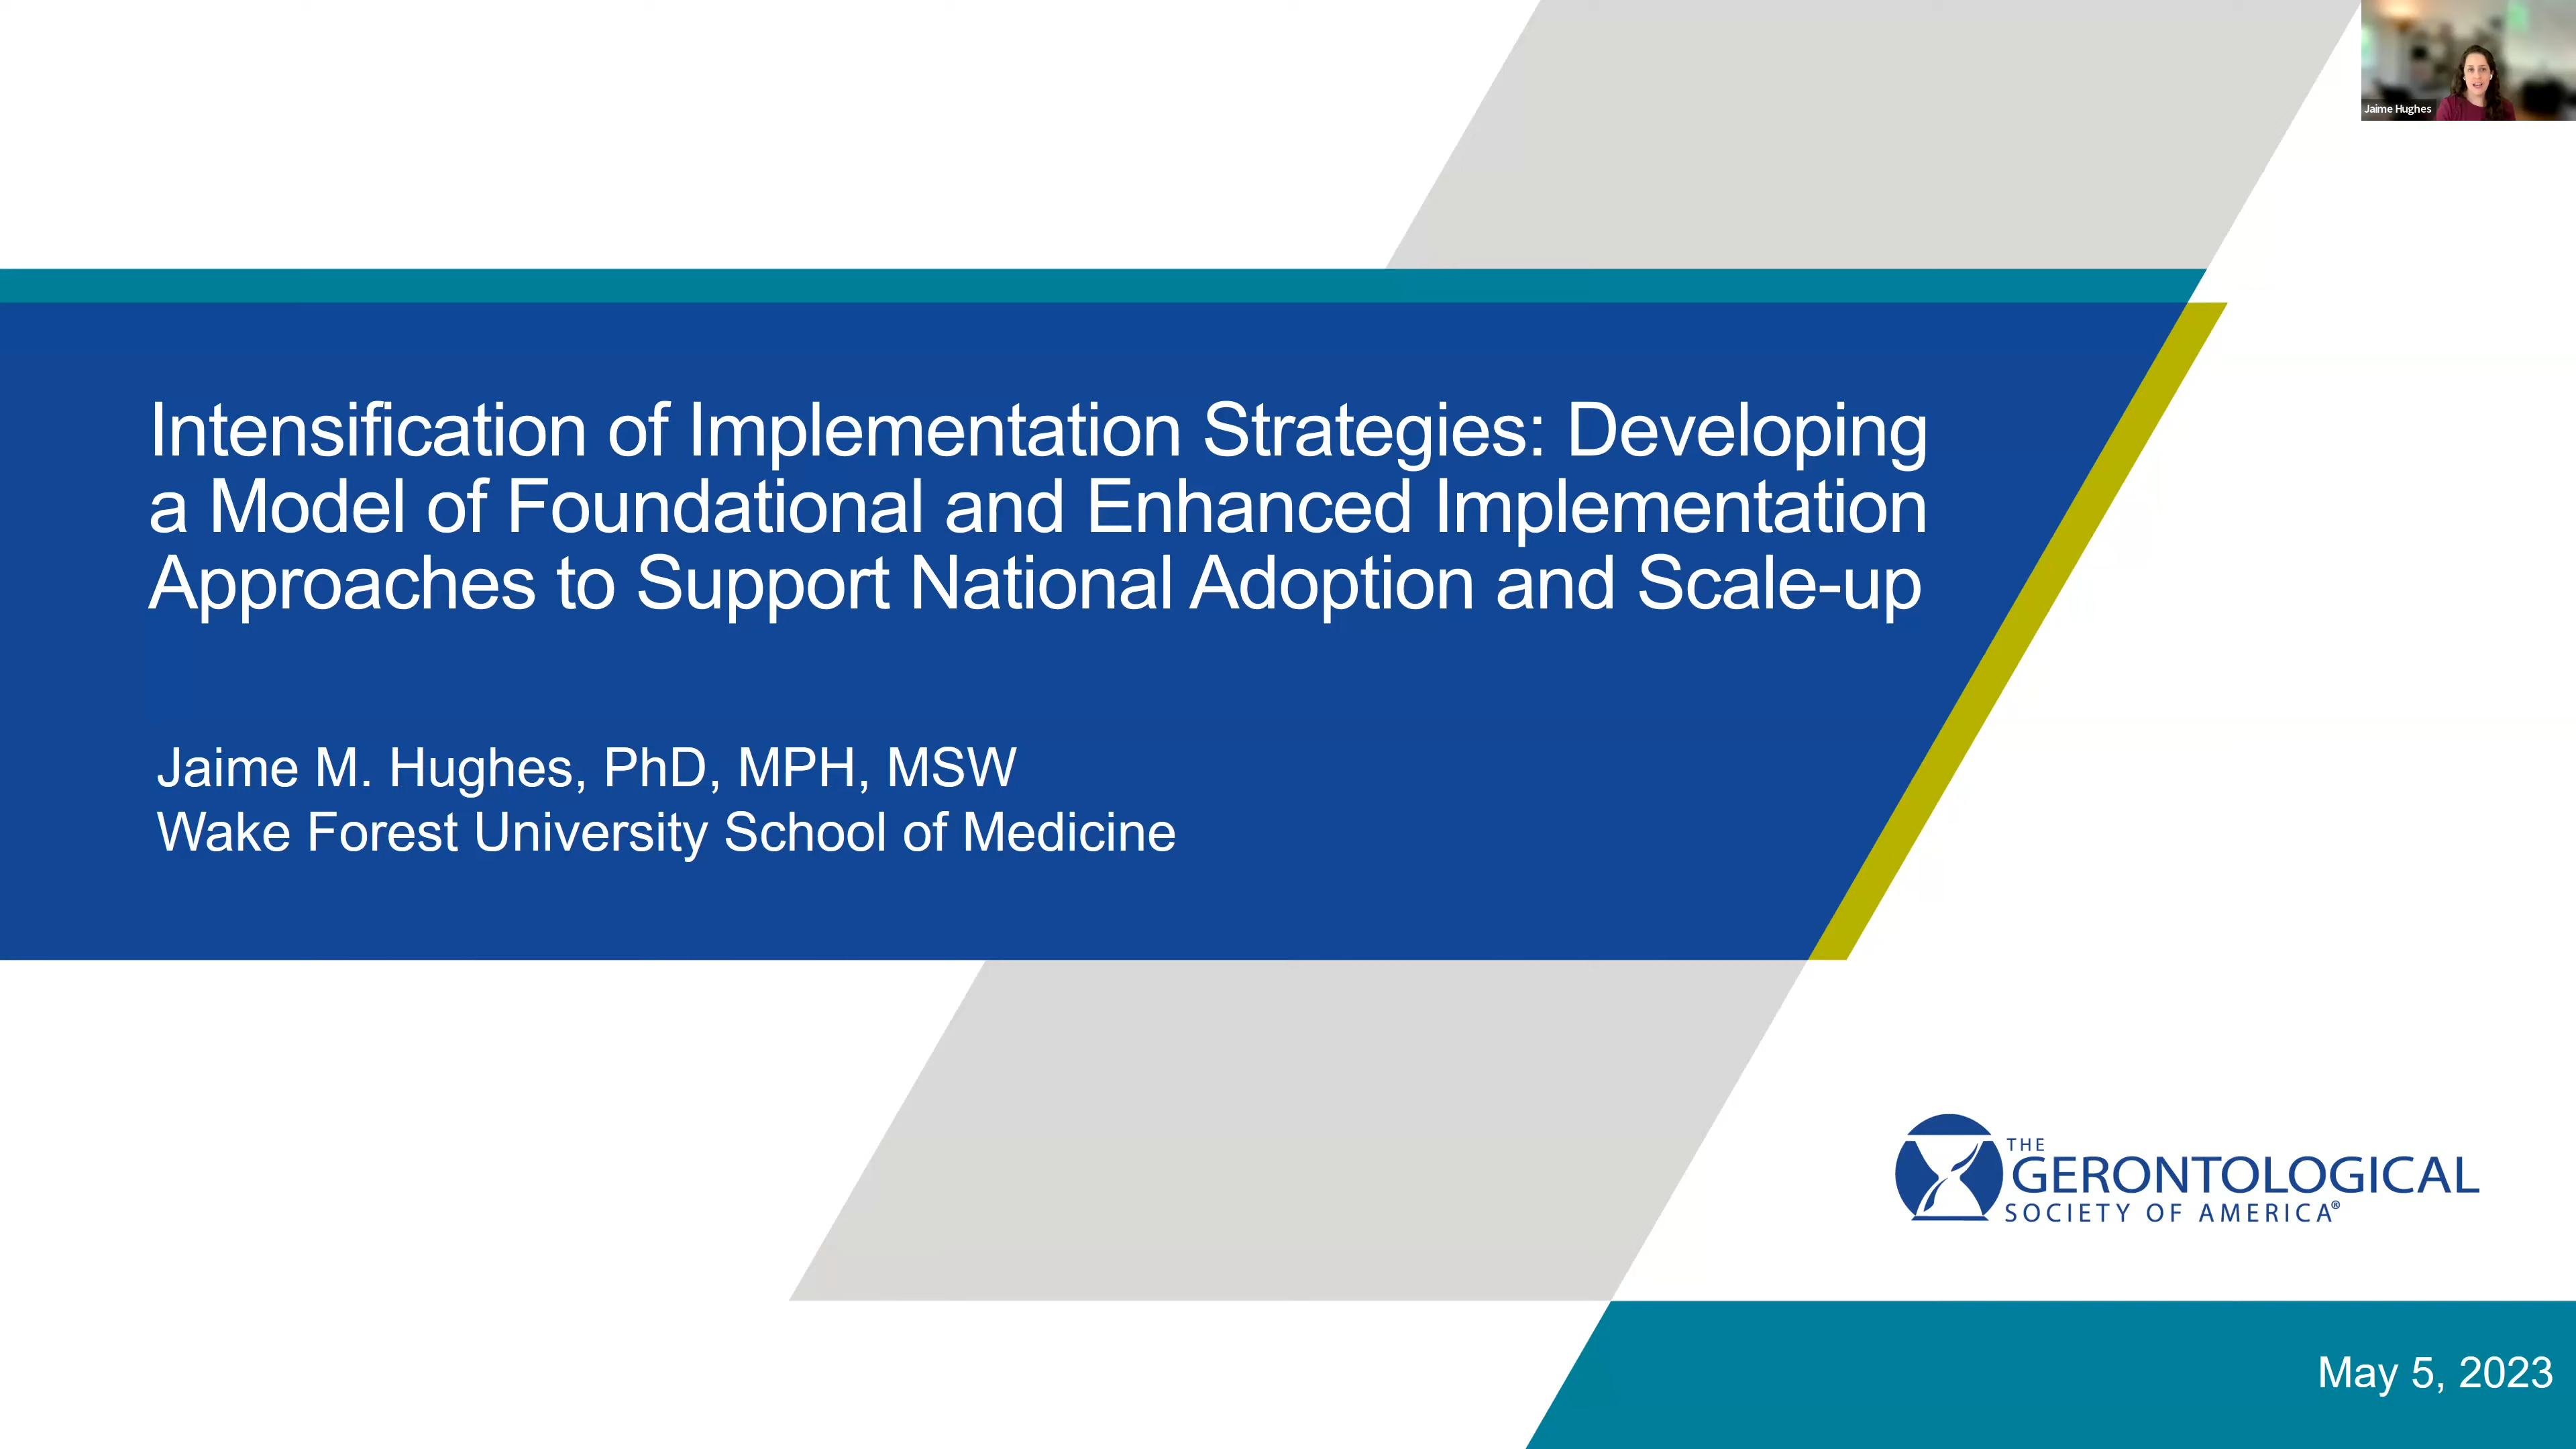 Jaime Hughes
Intensification of Implementation Strategies: Developing
a Model of Foundational and Enhanced Implementation
Approaches to Support National Adoption and Scale-up
Jaime M. Hughes, PhD, MPH, MSW
Wake Forest University School of Medicine
THE
GERONTOLOGICAL
SOCIETY OF AMERICA®
May 5, 2023